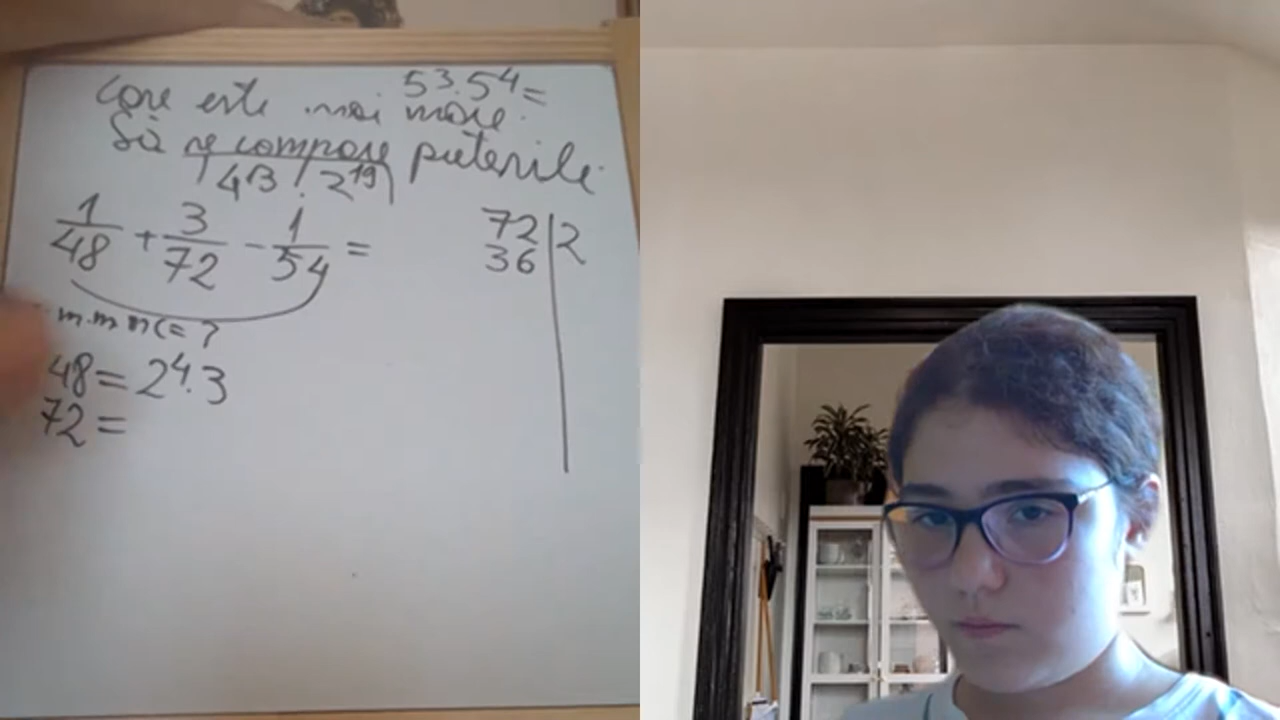 5³·5⁴=
Care este mai mare.
Să se compare puterile.
4¹³ ! 2¹⁹
1/48 + 3/72 - 1/54 =
72 | 2
36 |
m.m.m c = ?
48 = 2⁴·3
72 =